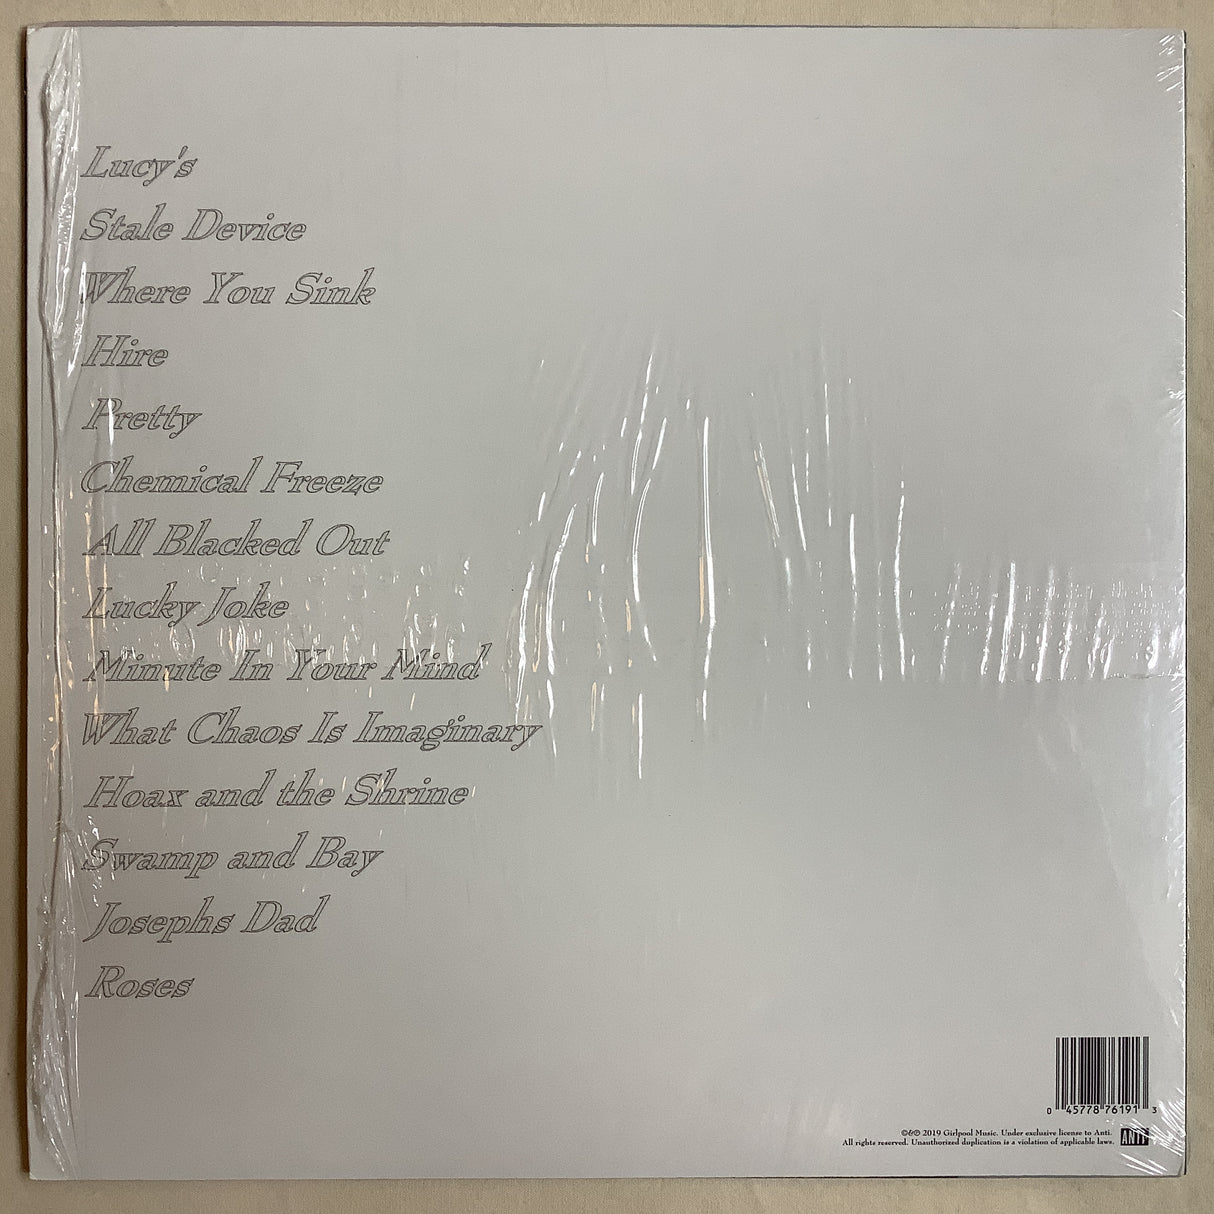 Lucy's
Stale Device
Where You Sink
Hire
Pretty
Chemical Freeze
All Blacked Out
Lucky Joke
Minute In Your Mind
What Chaos Is Imaginary
Hoax and the Shrine
Swamp and Bay
Josephs Dad
Roses
0 45778 76191 3
©&℗ 2019 Girlpool Music. Under exclusive license to Anti.
All rights reserved. Unauthorized duplication is a violation of applicable laws.
ANTI